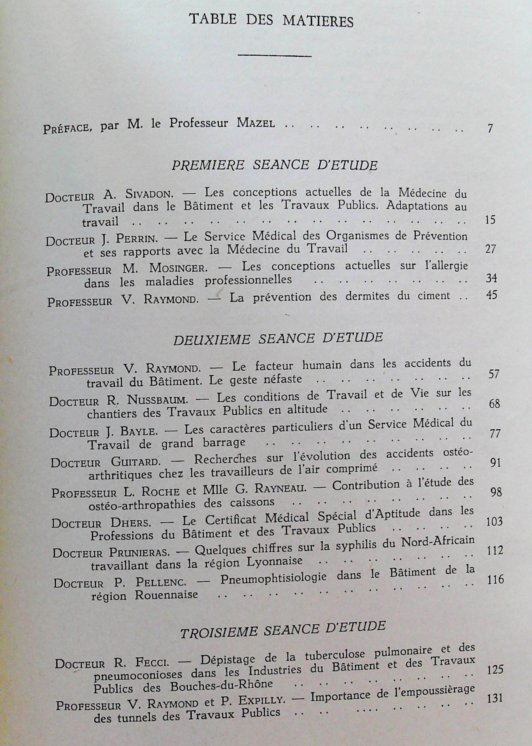 TABLE DES MATIERES
PRÉFACE, par M. le Professeur MAZEL .. .. .. .. .. .. .. .. 7
PREMIERE SEANCE D'ETUDE
DOCTEUR A. SIVADON. — Les conceptions actuelles de la Médecine du
Travail dans le Bâtiment et les Travaux Publics. Adaptations au
travail .. .. .. .. .. .. .. .. .. .. .. .. .. .. 15
DOCTEUR J. PERRIN. — Le Service Médical des Organismes de Prévention
et ses rapports avec la Médecine du Travail .. .. .. .. .. 27
PROFESSEUR M. MOSINGER. — Les conceptions actuelles sur l'allergie
dans les maladies professionnelles .. .. .. .. .. .. .. 34
PROFESSEUR V. RAYMOND. — La prévention des dermites du ciment .. 45
DEUXIEME SEANCE D'ETUDE
PROFESSEUR V. RAYMOND. — Le facteur humain dans les accidents du
travail du Bâtiment. Le geste néfaste .. .. .. .. .. .. .. 57
DOCTEUR R. NUSSBAUM. — Les conditions de Travail et de Vie sur les
chantiers des Travaux Publics en altitude .. .. .. .. .. .. 68
DOCTEUR J. BAYLE. — Les caractères particuliers d'un Service Médical du
Travail de grand barrage .. .. .. .. .. .. .. .. .. 77
DOCTEUR GUITARD. — Recherches sur l'évolution des accidents ostéo-
arthritiques chez les travailleurs de l'air comprimé .. .. .. .. 91
PROFESSEUR L. ROCHE et Mlle G. RAYNEAU. — Contribution à l'étude des
ostéo-arthropathies des caissons .. .. .. .. .. .. .. .. 98
DOCTEUR DHERS. — Le Certificat Médical Spécial d'Aptitude dans les
Professions du Bâtiment et des Travaux Publics .. .. .. .. 103
DOCTEUR PRUNIERAS. — Quelques chiffres sur la syphilis du Nord-Africain
travaillant dans la région Lyonnaise .. .. .. .. .. .. .. 112
DOCTEUR P. PELLENC. — Pneumophtisiologie dans le Bâtiment de la
région Rouennaise .. .. .. .. .. .. .. .. .. .. .. 116
TROISIEME SEANCE D'ETUDE
DOCTEUR R. FECCI. — Dépistage de la tuberculose pulmonaire et des
pneumoconioses dans les Industries du Bâtiment et des Travaux
Publics des Bouches-du-Rhône .. .. .. .. .. .. .. .. 125
PROFESSEUR V. RAYMOND et P. EXPILLY. — Importance de l'empoussièrage
des tunnels des Travaux Publics .. .. .. .. .. .. .. .. 131